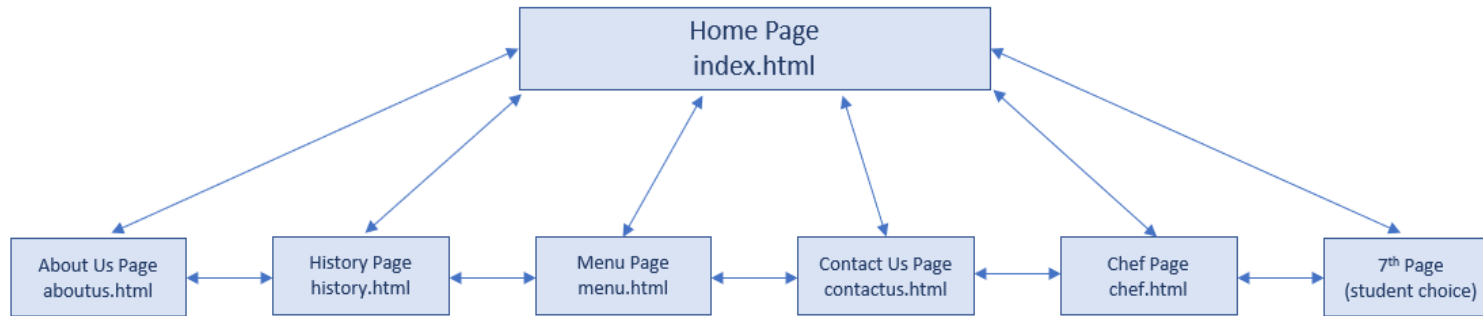 Home Page
index.html
About Us Page
aboutus.html
History Page
history.html
Menu Page
menu.html
Contact Us Page
contactus.html
Chef Page
chef.html
7th Page
(student choice)